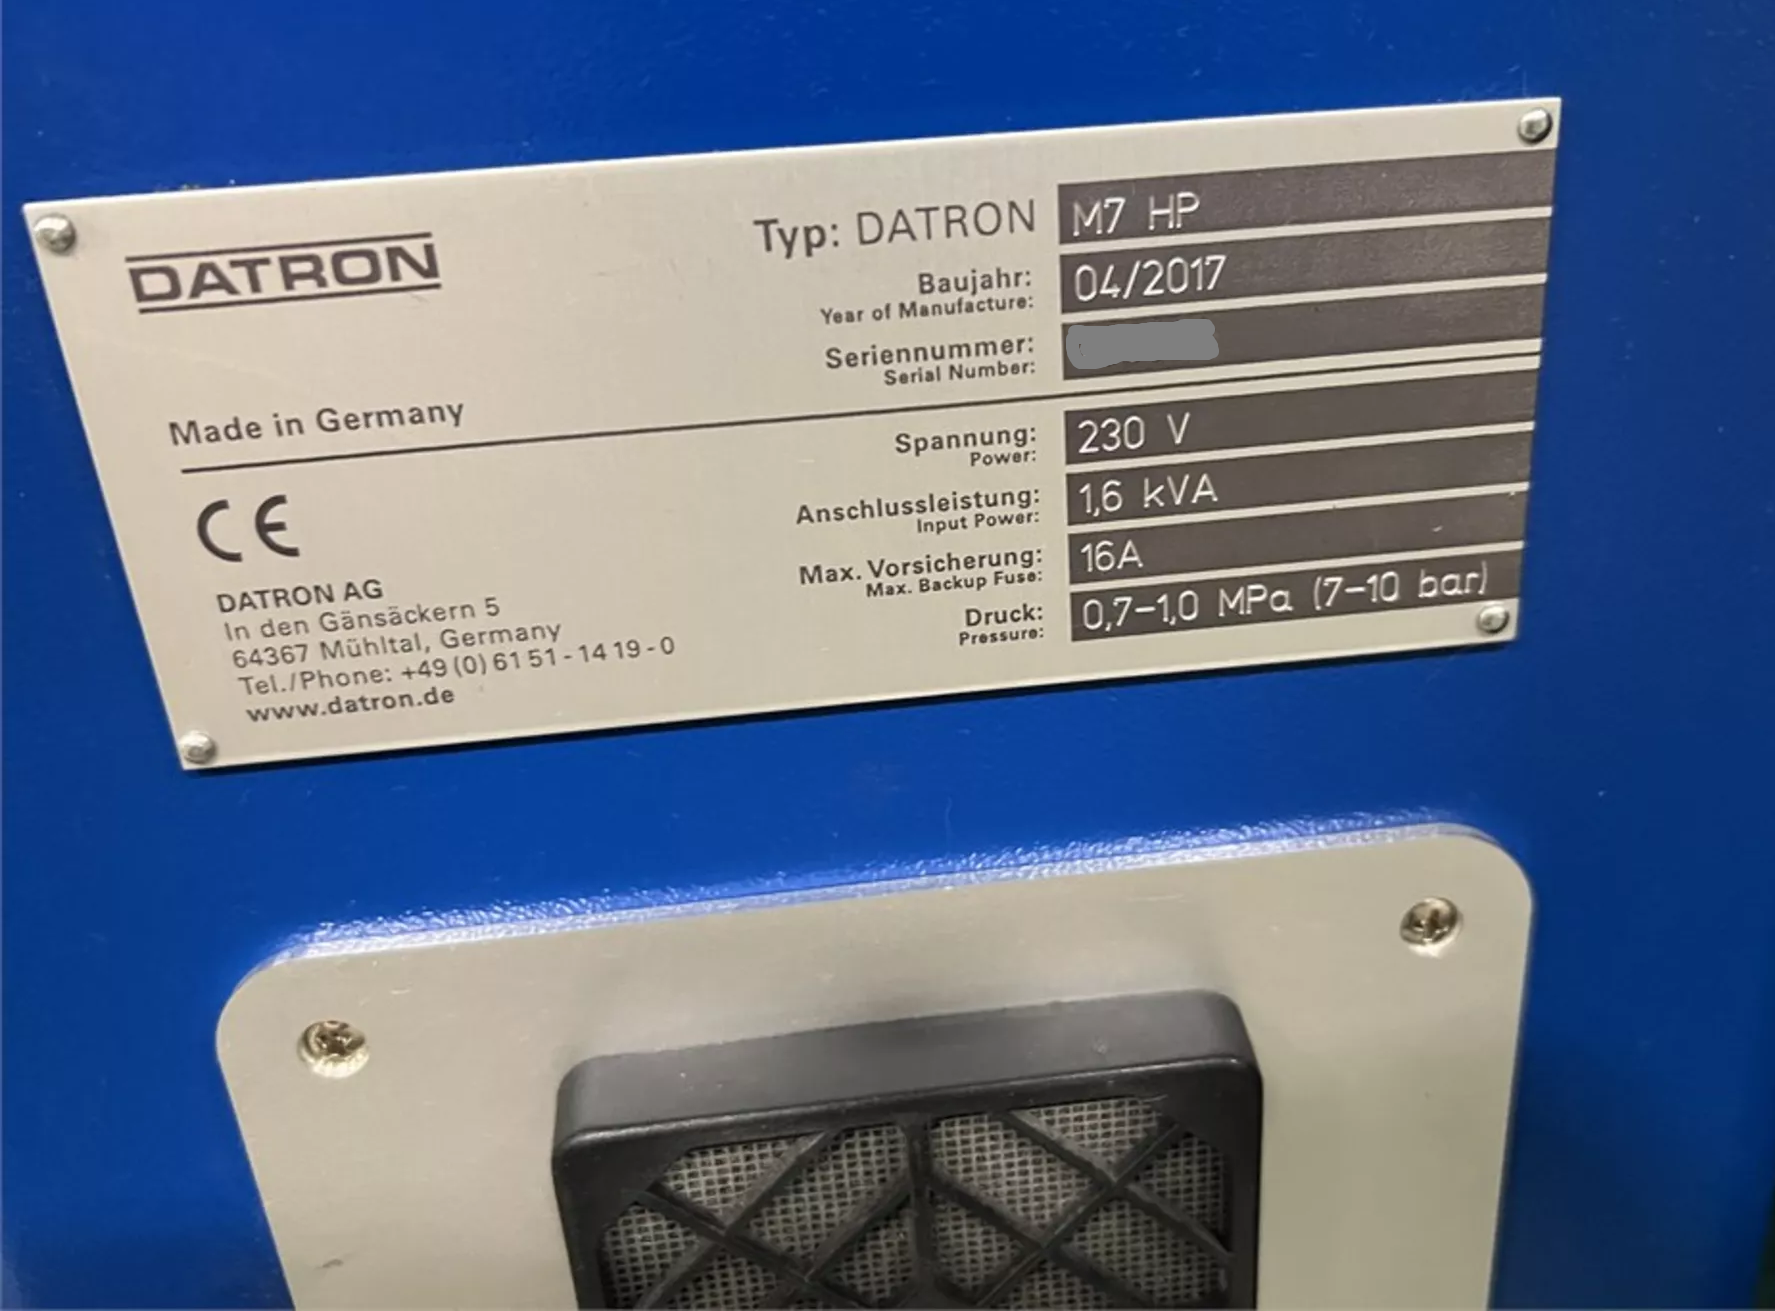 DATRON
Made in Germany
Typ: DATRON M7 HP
Baujahr: 04/2017
Year of Manufacture:
Seriennummer:
Serial Number:
Spannung: 230 V
Power:
Anschlussleistung: 1,6 kVA
Input Power:
Max. Vorsicherung: 16A
Max. Backup Fuse:
Druck: 0,7-1,0 MPa (7-10 bar)
Pressure:
CE
DATRON AG
In den Gänsäckern 5
64367 Mühltal, Germany
Tel./Phone: +49 (0) 61 51 - 14 19 - 0
www.datron.de